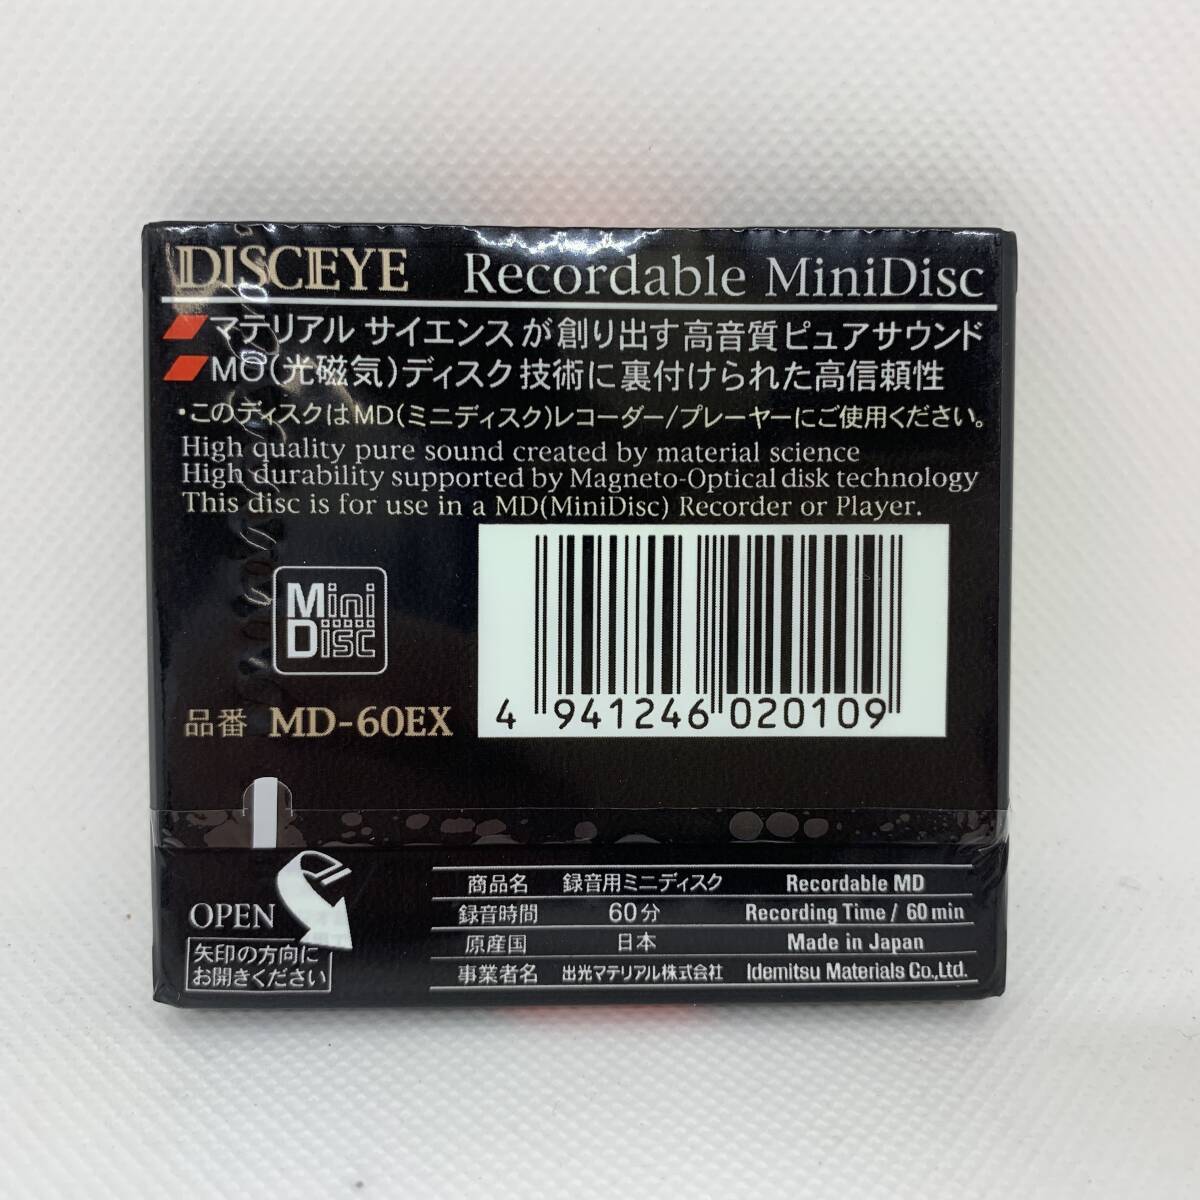 DISCEYE Recordable MiniDisc
マテリアル サイエンスが創り出す高音質ピュアサウンド
MO(光磁気)ディスク技術に裏付けられた高信頼性
・このディスクはMD(ミニディスク)レコーダー/プレーヤーにご使用ください。
High quality pure sound created by material science
High durability supported by Magneto-Optical disk technology
This disc is for use in a MD(MiniDisc) Recorder or Player.
Mini
Disc
品番 MD-60EX
4 941246 020109
OPEN
矢印の方向に
お開きください
商品名 録音用ミニディスク Recordable MD
録音時間 60分 Recording Time / 60 min
原産国 日本 Made in Japan
事業者名 出光マテリアル株式会社 Idemitsu Materials Co.,Ltd.